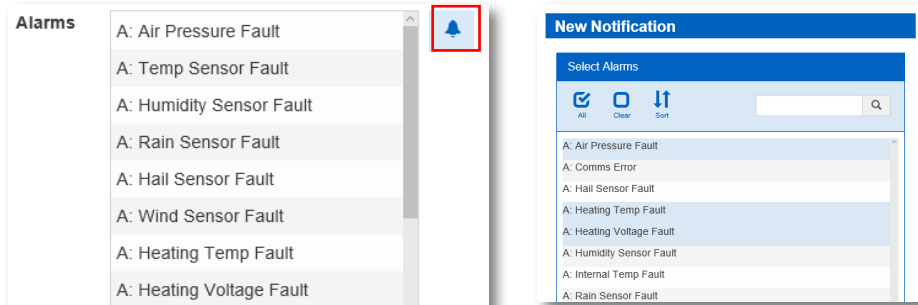 Alarms
A: Air Pressure Fault
A: Temp Sensor Fault
A: Humidity Sensor Fault
A: Rain Sensor Fault
A: Hail Sensor Fault
A: Wind Sensor Fault
A: Heating Temp Fault
A: Heating Voltage Fault
New Notification
Select Alarms
All Clear Sort
A: Air Pressure Fault
A: Comms Error
A: Hail Sensor Fault
A: Heating Temp Fault
A: Heating Voltage Fault
A: Humidity Sensor Fault
A: Internal Temp Fault
A: Rain Sensor Fault